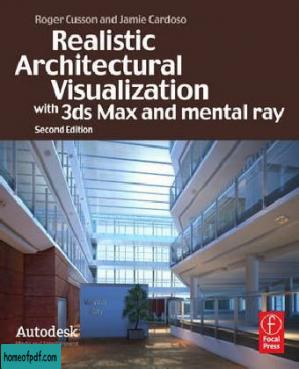 Roger Cusson and Jamie Cardoso
Realistic
Architectural
Visualization
with 3ds Max and mental ray
Second Edition
Autodesk
Focal
Press
homeofpdf.com